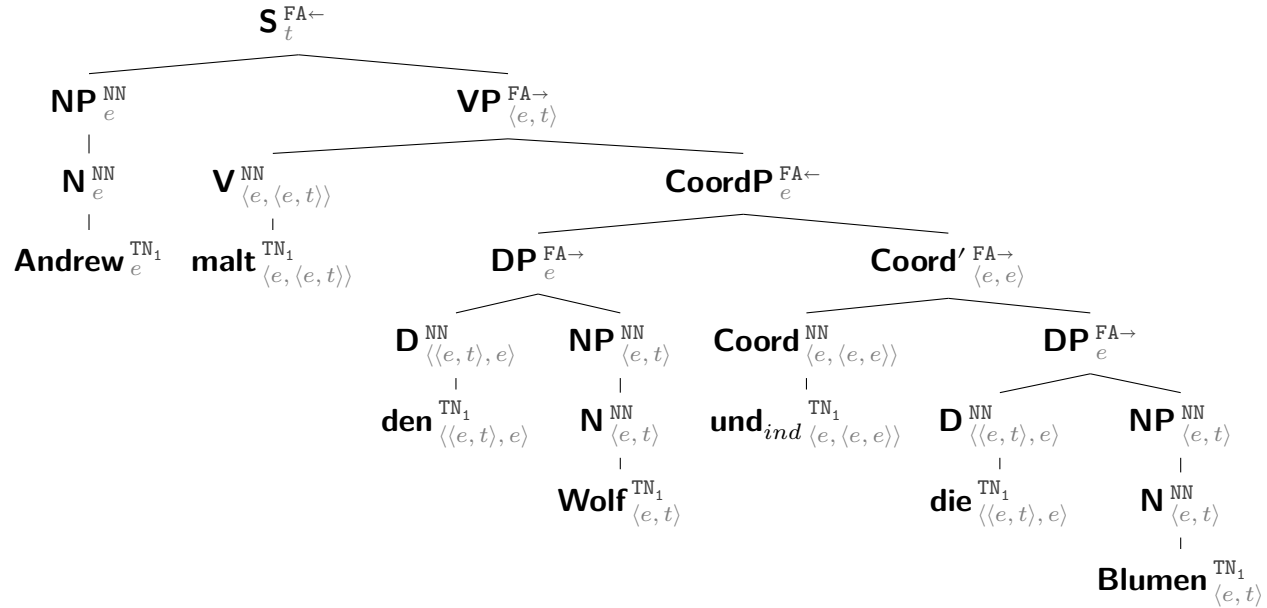 S FA← t
NP NN e VP FA→ ⟨e, t⟩
N NN e V NN ⟨e, ⟨e, t⟩⟩ CoordP FA← e
Andrew TN₁ e malt TN₁ ⟨e, ⟨e, t⟩⟩ DP FA→ e Coord′ FA→ ⟨e, e⟩
D NN ⟨⟨e, t⟩, e⟩ NP NN ⟨e, t⟩ Coord NN ⟨e, ⟨e, e⟩⟩ DP FA→ e
den TN₁ ⟨⟨e, t⟩, e⟩ N NN ⟨e, t⟩ und ind TN₁ ⟨e, ⟨e, e⟩⟩ D NN ⟨⟨e, t⟩, e⟩ NP NN ⟨e, t⟩
Wolf TN₁ ⟨e, t⟩ die TN₁ ⟨⟨e, t⟩, e⟩ N NN ⟨e, t⟩
Blumen TN₁ ⟨e, t⟩